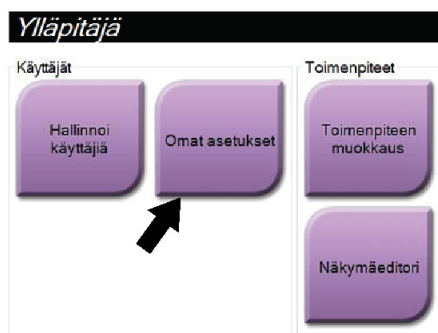 Ylläpitäjä
Käyttäjät
Hallinnoi
käyttäjiä
Omat asetukset
Toimenpiteet
Toimenpiteen
muokkaus
Näkymäeditori